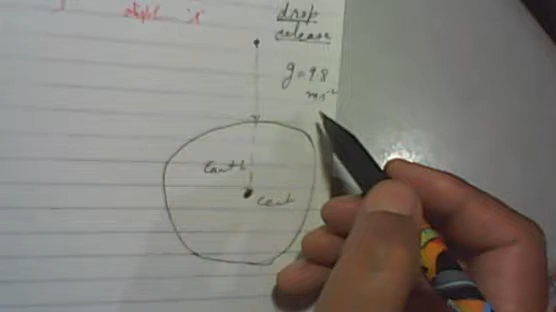 drop
release
g = 9.8
ms⁻²
Earth
Cent